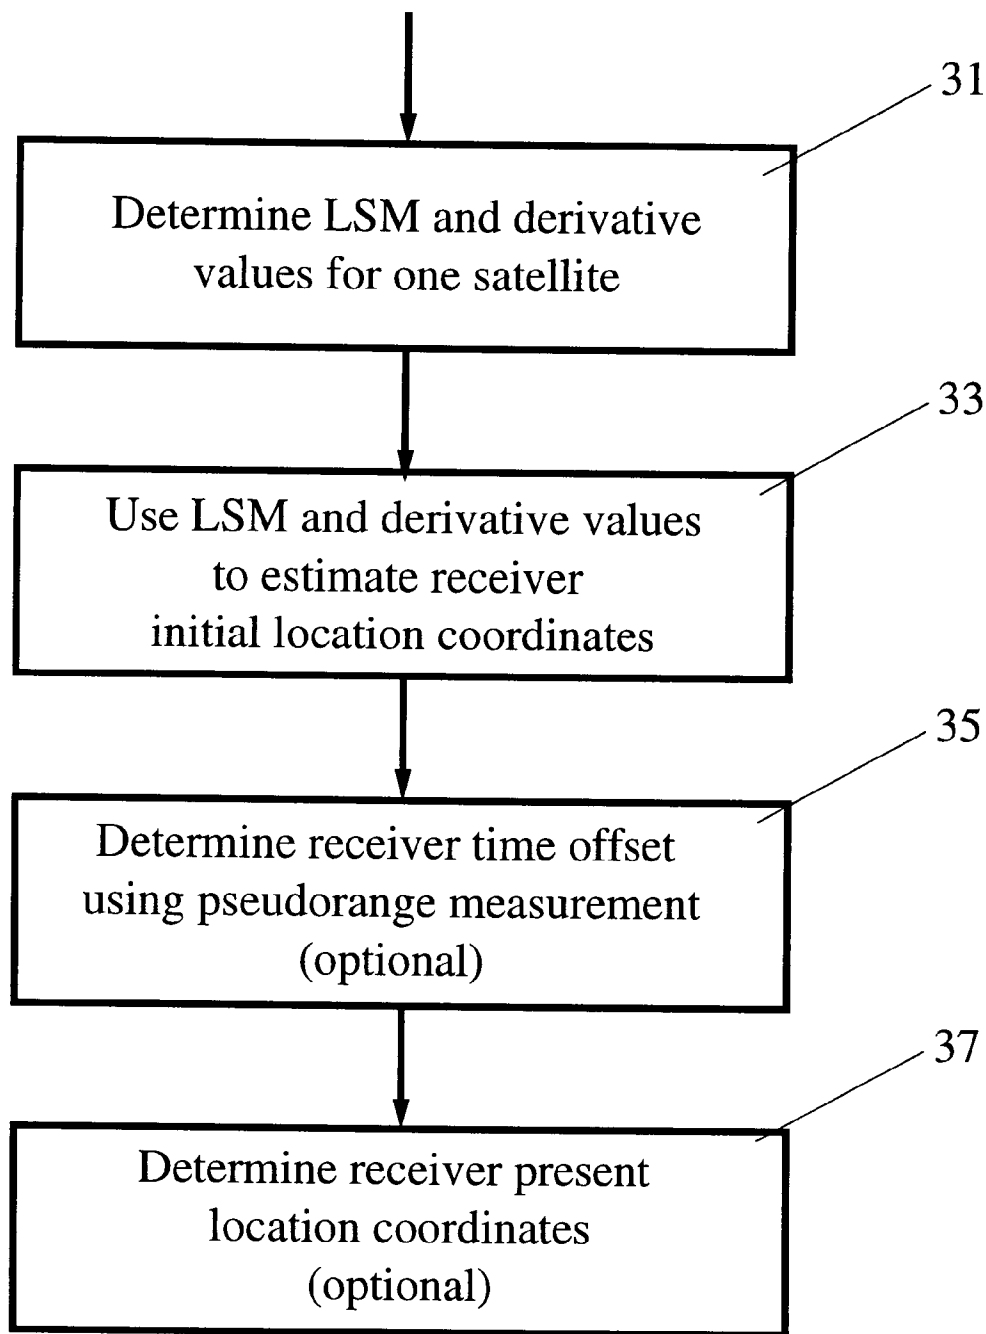 31
Determine LSM and derivative
values for one satellite
33
Use LSM and derivative values
to estimate receiver
initial location coordinates
35
Determine receiver time offset
using pseudorange measurement
(optional)
37
Determine receiver present
location coordinates
(optional)